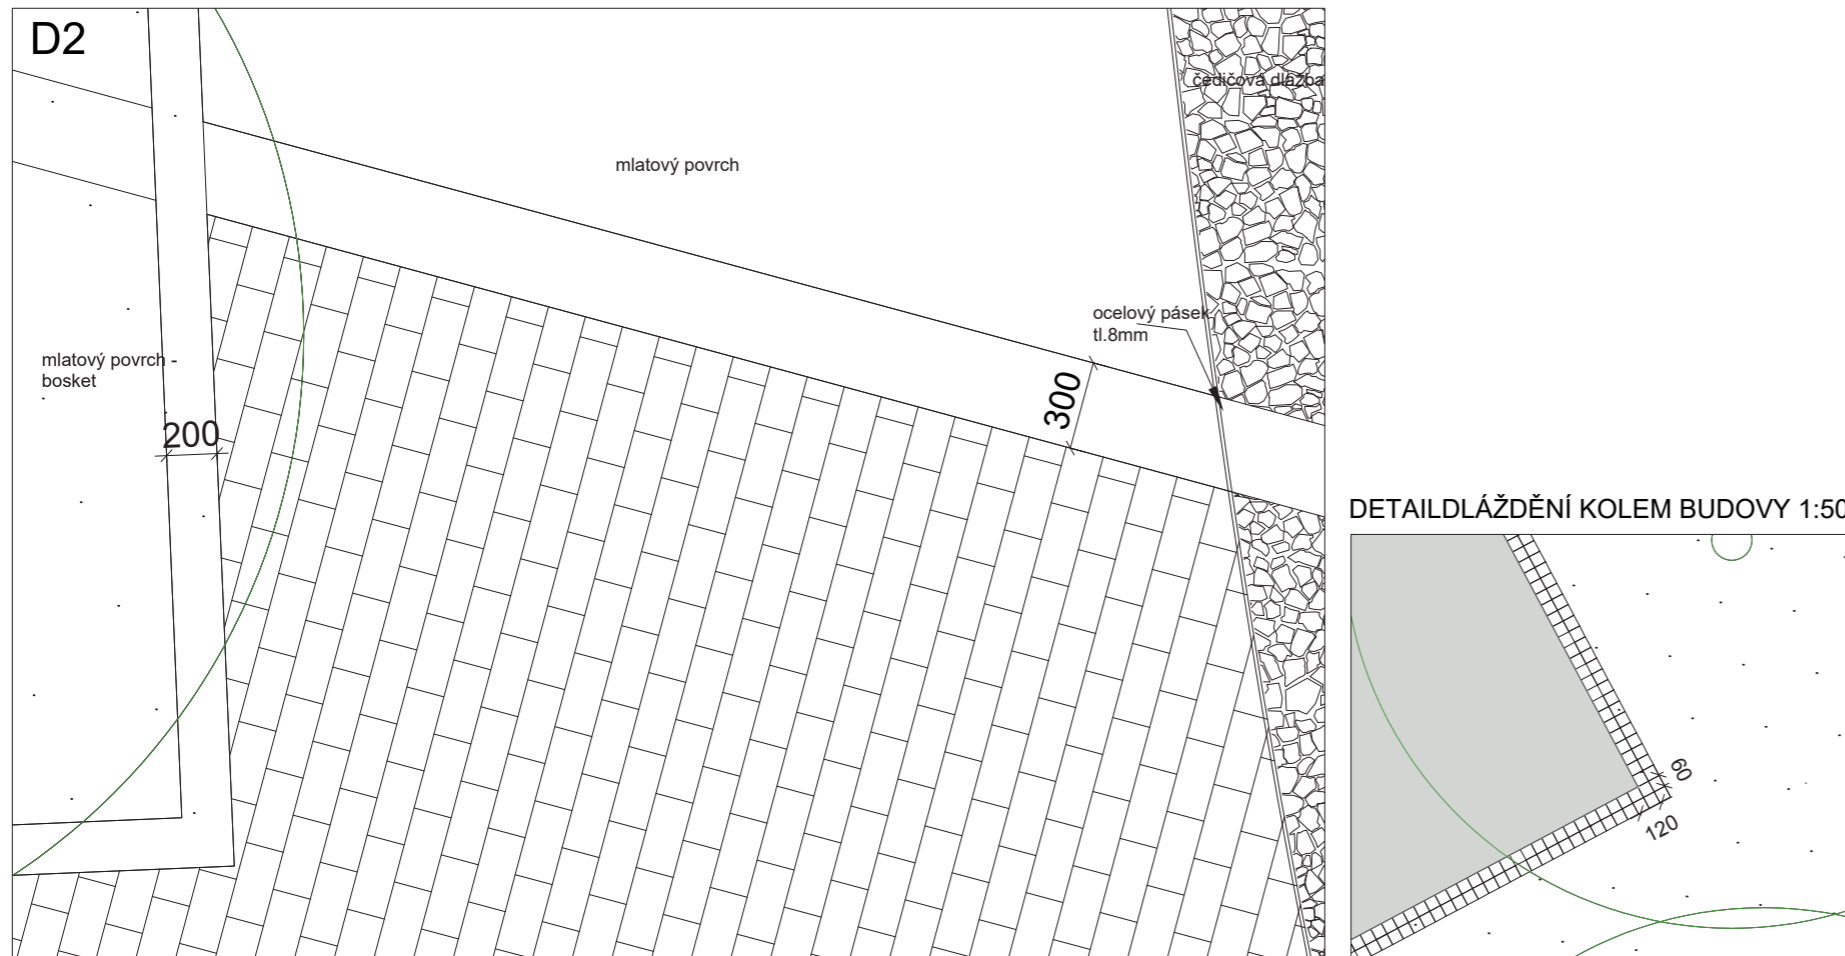 D2
čedičová dlažba
mlatový povrch
ocelový pásek
tl.8mm
mlatový povrch -
bosket
300
200
DETAILDLÁŽDĚNÍ KOLEM BUDOVY 1:50
60
120